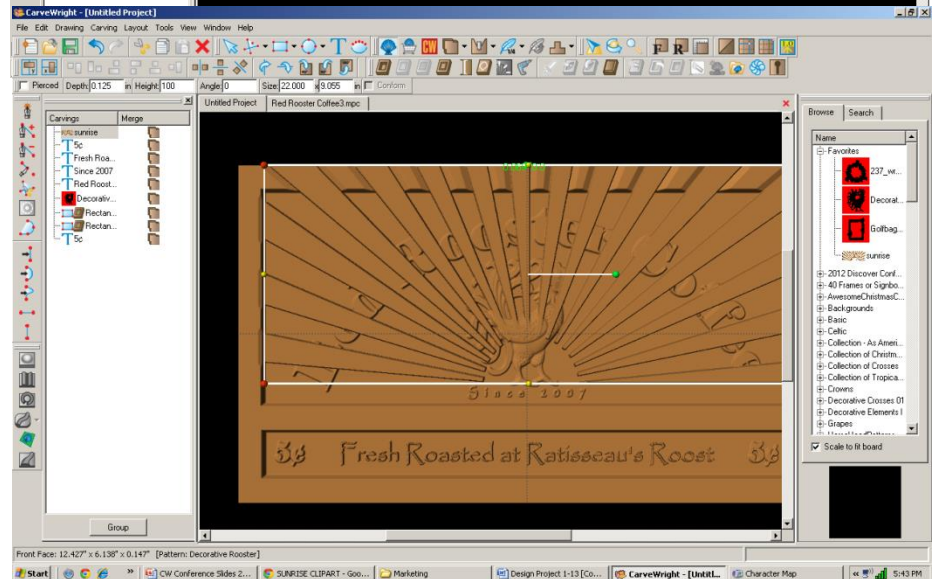 CarveWright - [Untitled Project]
File Edit Drawing Carving Layout Tools View Window Help
Pierced Depth: 0.125 in Height: 100 Angle: 0 Size: 22.000 x 9.055 in Conform
Untitled Project Red Rooster Coffee3.mpc
Browse Search
Carvings Merge
sunrise
5¢
Fresh Roa...
Since 2007
Red Roost...
Decorativ...
Rectan...
Rectan...
5¢
Group
Name
Favorites
237_wr...
Decorat...
Golfbag...
sunrise
2012 Discover Conf...
40 Frames or Signbo...
AwesomeChristmasC...
Backgrounds
Basic
Celtic
Collection - As Ameri...
Collection of Christm...
Collection of Crosses
Collection of Tropica...
Crowns
Decorative Crosses 01
Decorative Elements I
Grapes
Scale to fit board
Since 2007
5¢ Fresh Roasted at Ratisseau's Roost 5¢
Front Face: 12.427" x 6.138" x 0.147" [Pattern: Decorative Rooster]
Start CW Conference Slides 2... SUNRISE CLIPART - Goo... Marketing Design Project 1-13 [Co... CarveWright - [Untitl... Character Map 5:43 PM